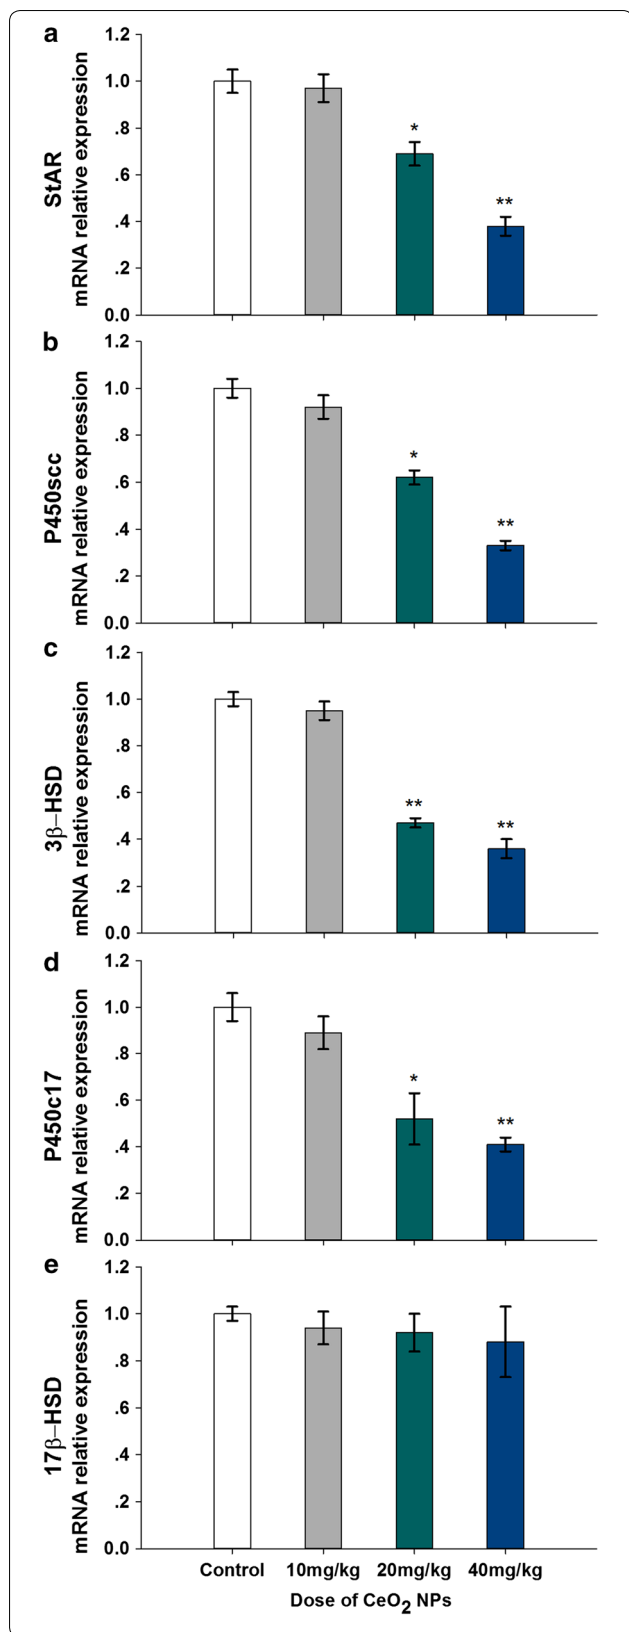 a
StAR
mRNA relative expression
1.2
1.0
.8
.6
.4
.2
0.0
*
**
b
P450scc
mRNA relative expression
1.2
1.0
.8
.6
.4
.2
0.0
*
**
c
3β–HSD
mRNA relative expression
1.2
1.0
.8
.6
.4
.2
0.0
**
**
d
P450c17
mRNA relative expression
1.2
1.0
.8
.6
.4
.2
0.0
*
**
e
17β–HSD
mRNA relative expression
1.2
1.0
.8
.6
.4
.2
0.0
Control 10mg/kg 20mg/kg 40mg/kg
Dose of CeO2 NPs